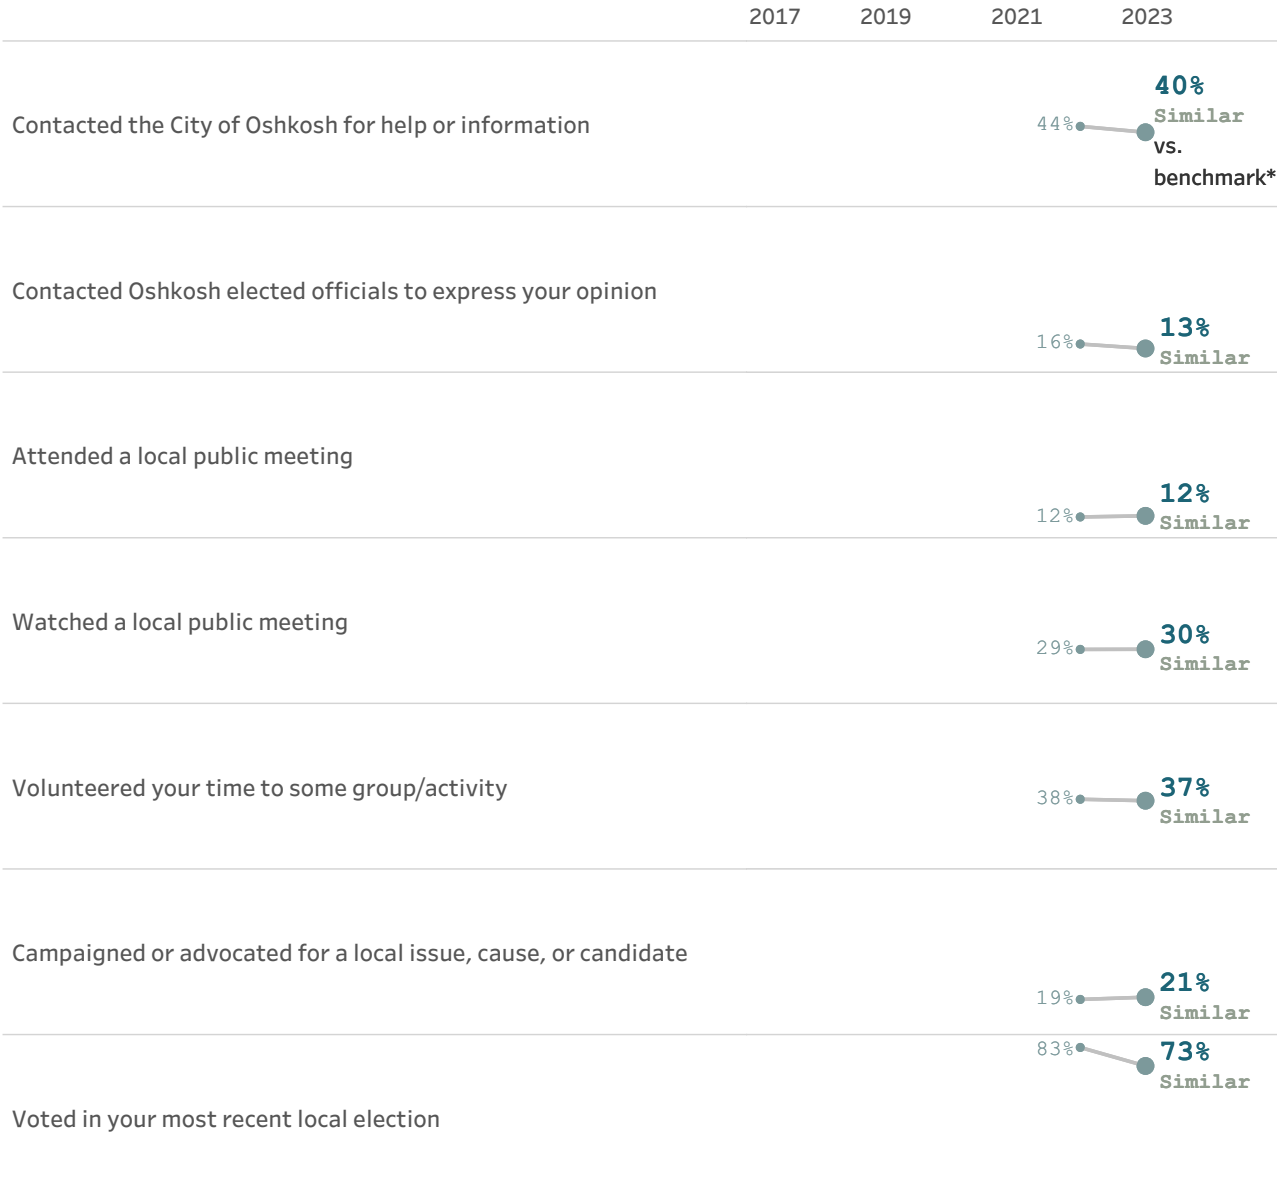 2017 2019 2021 2023
40%
Contacted the City of Oshkosh for help or information 44% Similar
vs.
benchmark*
Contacted Oshkosh elected officials to express your opinion
16% 13%
Similar
Attended a local public meeting
12% 12%
Similar
Watched a local public meeting
29% 30%
Similar
Volunteered your time to some group/activity 38% 37%
Similar
Campaigned or advocated for a local issue, cause, or candidate
19% 21%
Similar
83% 73%
Similar
Voted in your most recent local election